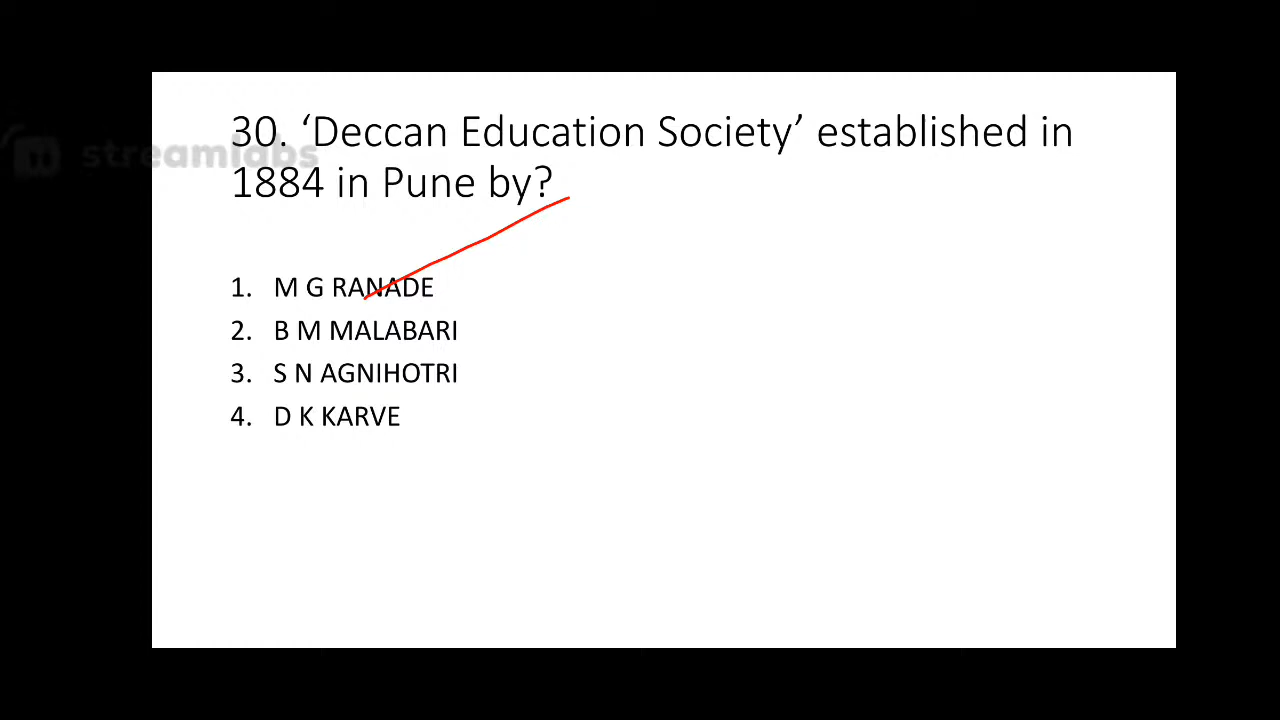 30. ‘Deccan Education Society’ established in
streamlabs
1884 in Pune by?
1. M G RANADE
2. B M MALABARI
3. S N AGNIHOTRI
4. D K KARVE